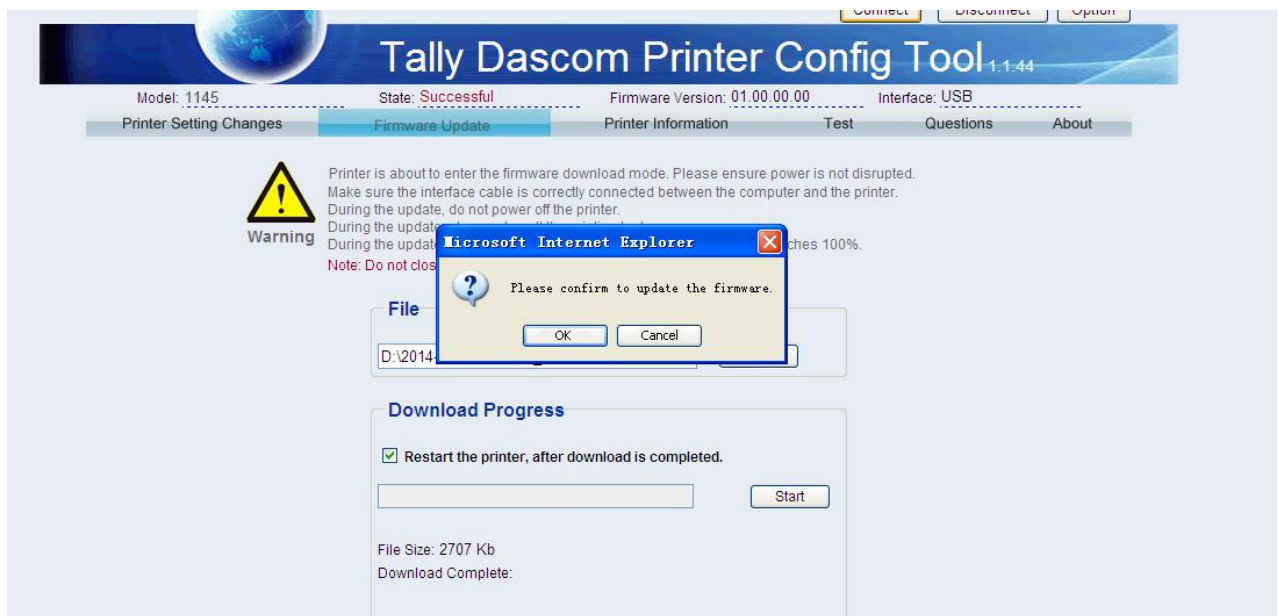 Connect Disconnect Option
Tally Dascom Printer Config Tool 1.1.44
Model: 1145 State: Successful Firmware Version: 01.00.00.00 Interface: USB
Printer Setting Changes Firmware Update Printer Information Test Questions About
Printer is about to enter the firmware download mode. Please ensure power is not disrupted.
Make sure the interface cable is correctly connected between the computer and the printer.
During the update, do not power off the printer.
During the update
Warning
During the update ches 100%.
Note: Do not clos
Microsoft Internet Explorer
Please confirm to update the firmware.
OK Cancel
File
D:\2014-
Download Progress
Restart the printer, after download is completed.
Start
File Size: 2707 Kb
Download Complete: